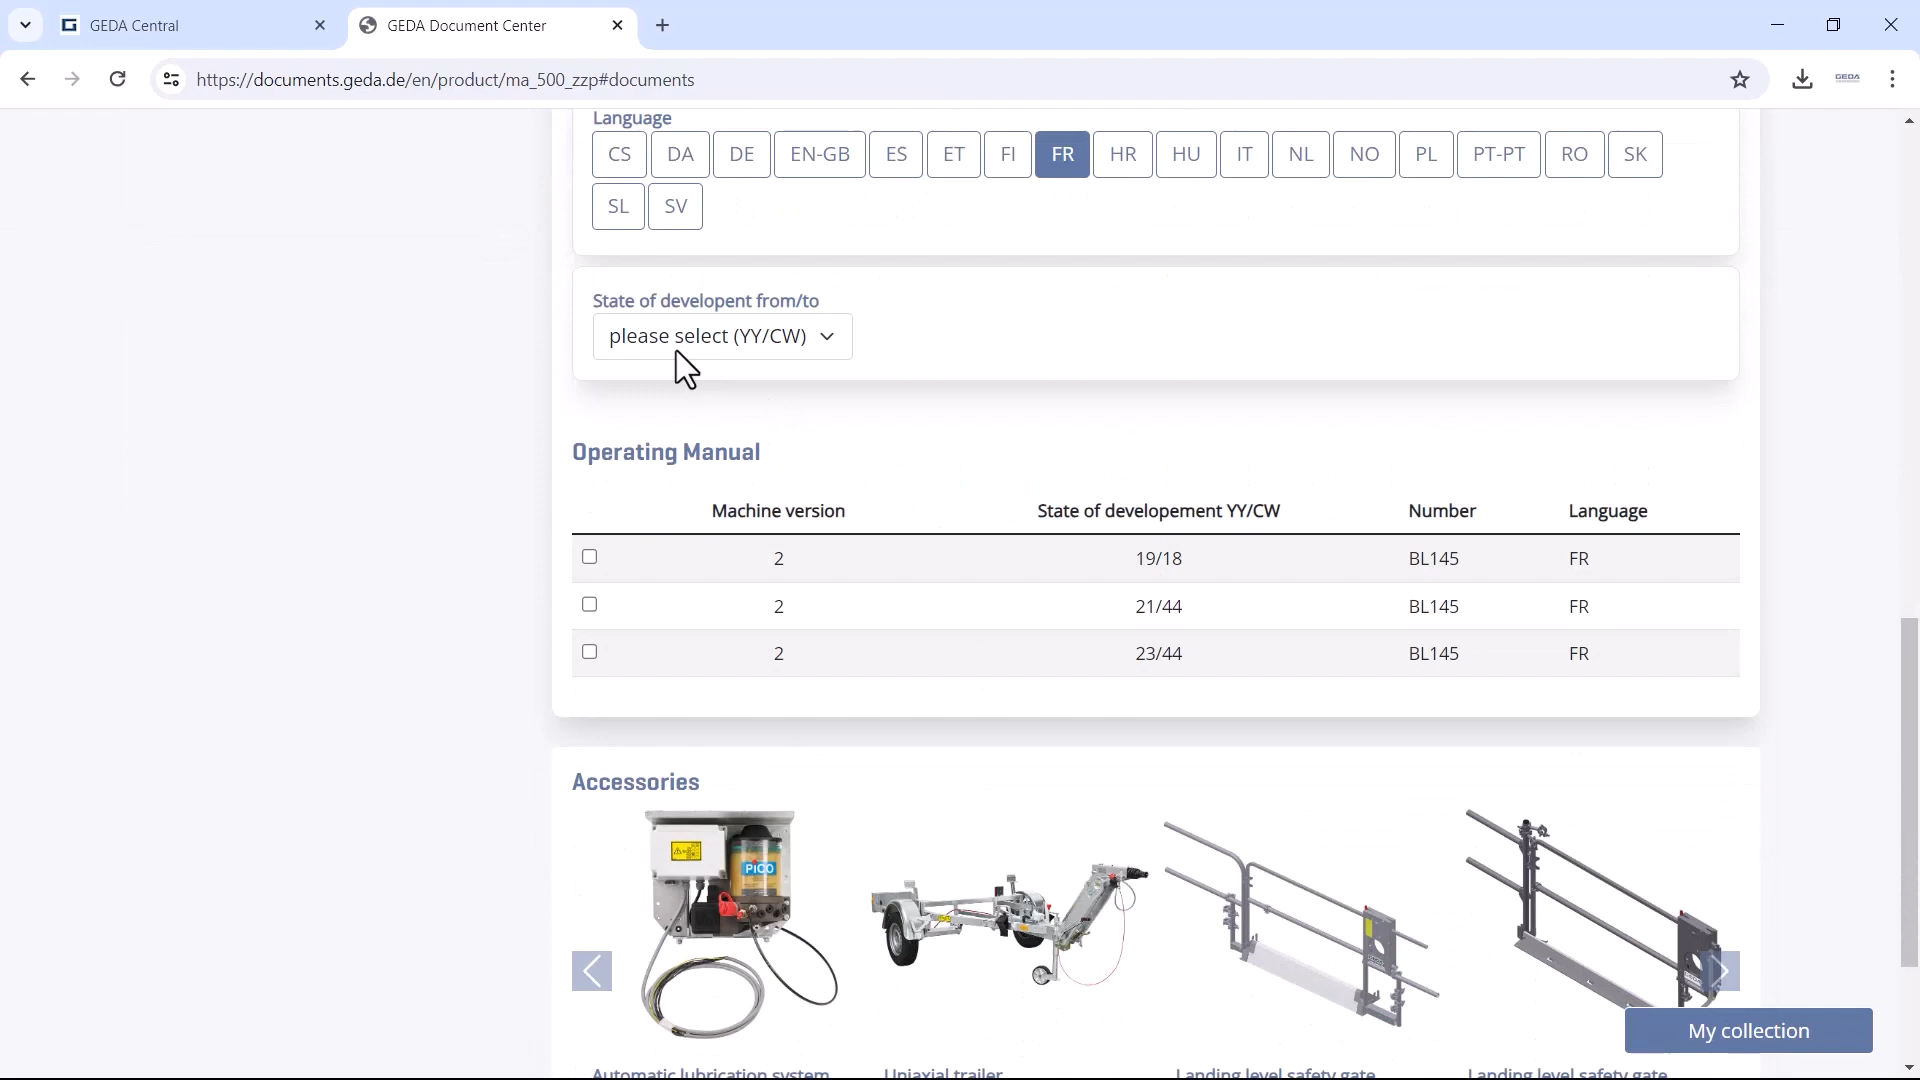 GEDA Central
GEDA Document Center
https://documents.geda.de/en/product/ma_500_zzp#documents
GEDA
Language
CS DA DE EN-GB ES ET FI FR HR HU IT NL NO PL PT-PT RO SK
SL SV
State of developent from/to
please select (YY/CW)
Operating Manual
Machine version State of developement YY/CW Number Language
2 19/18 BL145 FR
2 21/44 BL145 FR
2 23/44 BL145 FR
Accessories
PICO
My collection
Automatic lubrication system Uniaxial trailer Landing level safety gate Landing level safety gate